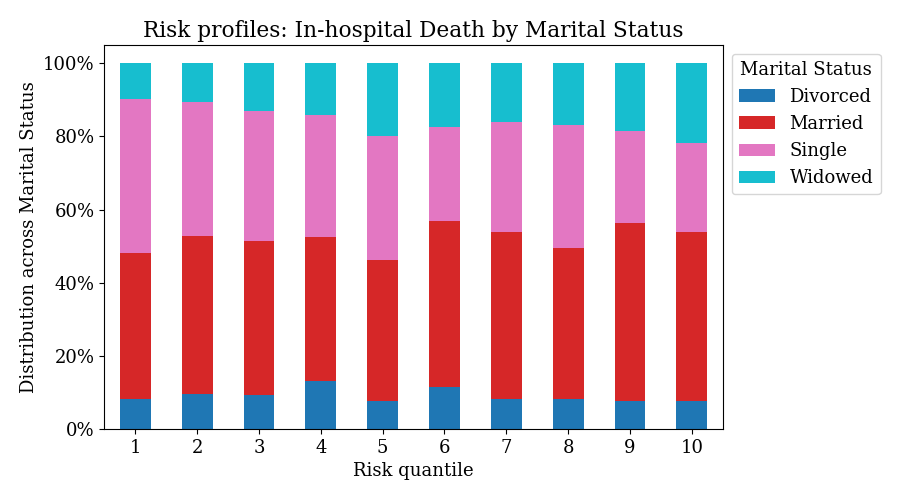 Risk profiles: In-hospital Death by Marital Status
Distribution across Marital Status
100%
80%
60%
40%
20%
0%
1 2 3 4 5 6 7 8 9 10
Risk quantile
Marital Status
Divorced
Married
Single
Widowed